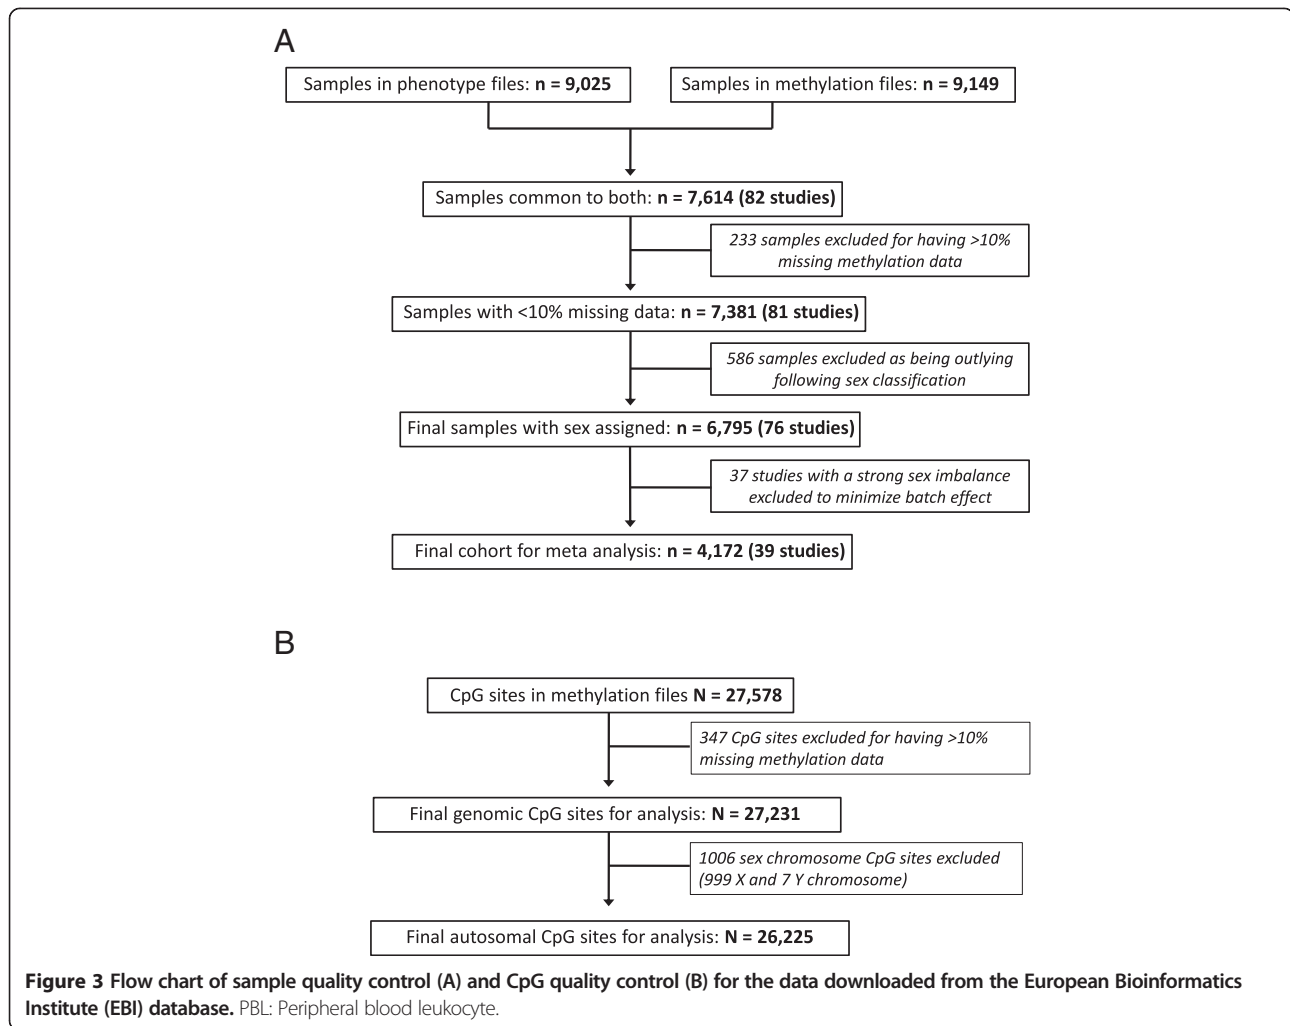 A
Samples in phenotype files: n = 9,025
Samples in methylation files: n = 9,149
Samples common to both: n = 7,614 (82 studies)
233 samples excluded for having >10%
missing methylation data
Samples with <10% missing data: n = 7,381 (81 studies)
586 samples excluded as being outlying
following sex classification
Final samples with sex assigned: n = 6,795 (76 studies)
37 studies with a strong sex imbalance
excluded to minimize batch effect
Final cohort for meta analysis: n = 4,172 (39 studies)
B
CpG sites in methylation files N = 27,578
347 CpG sites excluded for having >10%
missing methylation data
Final genomic CpG sites for analysis: N = 27,231
1006 sex chromosome CpG sites excluded
(999 X and 7 Y chromosome)
Final autosomal CpG sites for analysis: N = 26,225
Figure 3 Flow chart of sample quality control (A) and CpG quality control (B) for the data downloaded from the European Bioinformatics
Institute (EBI) database. PBL: Peripheral blood leukocyte.